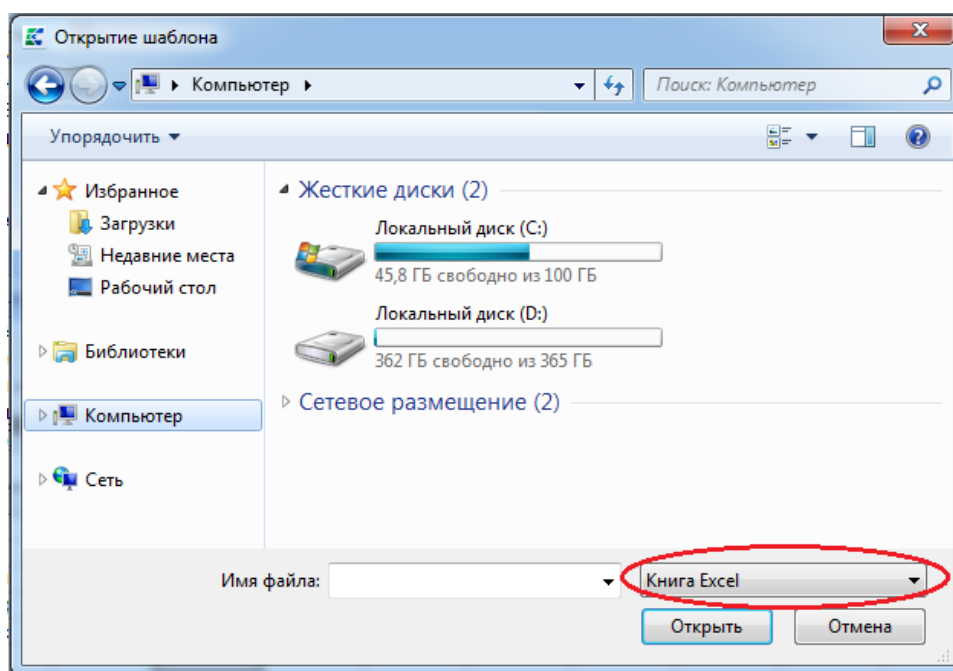 Открытие шаблона
Компьютер
Поиск: Компьютер
Упорядочить
Избранное
Загрузки
Недавние места
Рабочий стол
Библиотеки
Компьютер
Сеть
Жесткие диски (2)
Локальный диск (C:)
45,8 ГБ свободно из 100 ГБ
Локальный диск (D:)
362 ГБ свободно из 365 ГБ
Сетевое размещение (2)
Имя файла:
Книга Excel
Открыть
Отмена